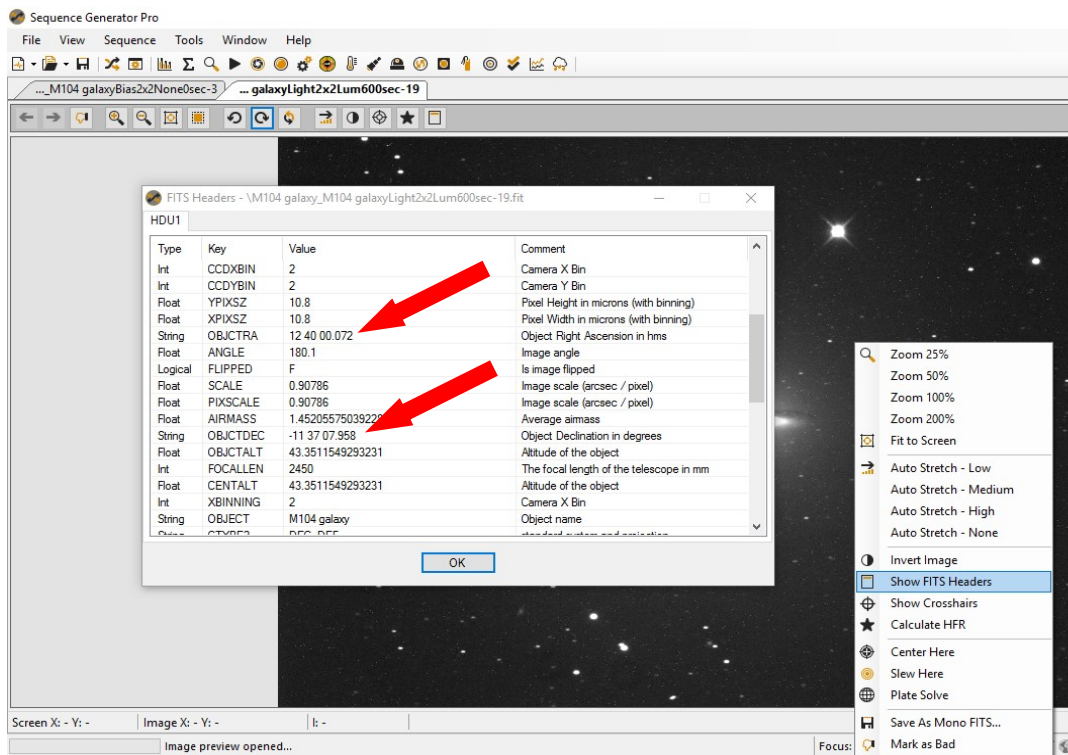 Sequence Generator Pro
File View Sequence Tools Window Help
..._M104 galaxyBias2x2None0sec-3 ... galaxyLight2x2Lum600sec-19
FITS Headers - \M104 galaxy_M104 galaxyLight2x2Lum600sec-19.fit
HDU1
Type Key Value Comment
Int CCDXBIN 2 Camera X Bin
Int CCDYBIN 2 Camera Y Bin
Float YPIXSZ 10.8 Pixel Height in microns (with binning)
Float XPIXSZ 10.8 Pixel Width in microns (with binning)
String OBJCTRA 12 40 00.072 Object Right Ascension in hms
Float ANGLE 180.1 Image angle
Logical FLIPPED F Is image flipped
Float SCALE 0.90786 Image scale (arcsec / pixel)
Float PIXSCALE 0.90786 Image scale (arcsec / pixel)
Float AIRMASS Average airmass
String OBJCTDEC -11 37 07.958 Object Declination in degrees
Float OBJCTALT 43.3511549293231 Altitude of the object
Int FOCALLEN 2450 The focal length of the telescope in mm
Float CENTALT 43.3511549293231 Altitude of the object
Int XBINNING 2 Camera X Bin
String OBJECT M104 galaxy Object name
OK
Zoom 25%
Zoom 50%
Zoom 100%
Zoom 200%
Fit to Screen
Auto Stretch - Low
Auto Stretch - Medium
Auto Stretch - High
Auto Stretch - None
Invert Image
Show FITS Headers
Show Crosshairs
Calculate HFR
Center Here
Slew Here
Plate Solve
Save As Mono FITS...
Mark as Bad
Screen X: - Y: - Image X: - Y: - I: -
Image preview opened... Focus: